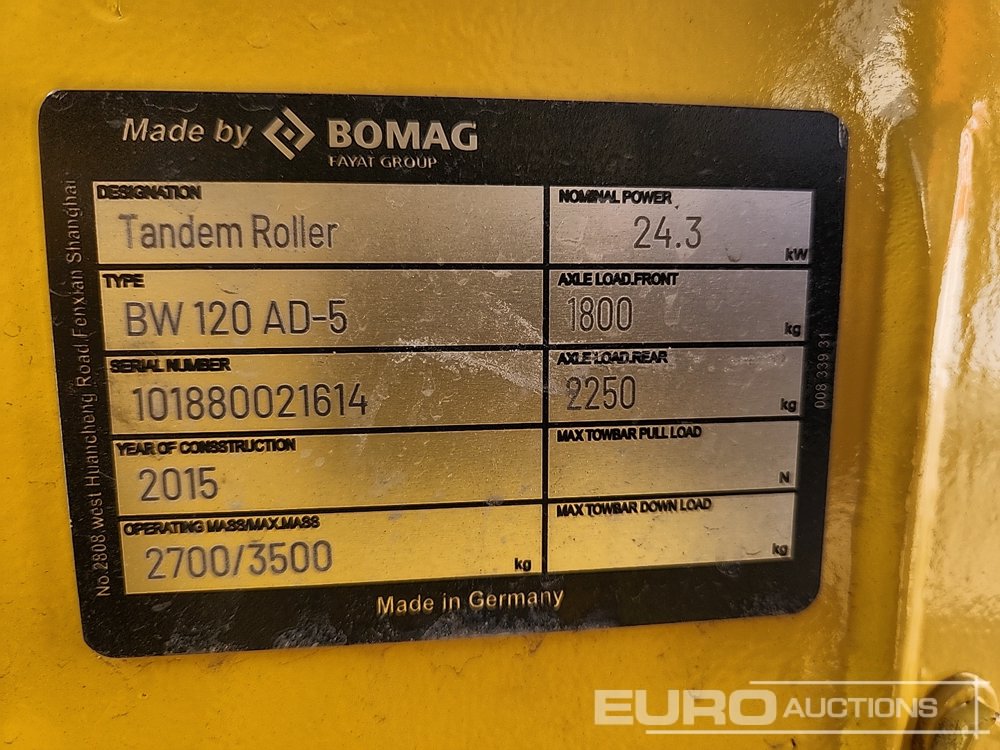 Made by BOMAG
FAYAT GROUP
DESIGNATION
Tandem Roller
NOMINAL POWER
24.3 kW
TYPE
BW 120 AD-5
AXLE LOAD.FRONT
1800 kg
SERIAL NUMBER
101880021614
AXLE LOAD.REAR
2250 kg
YEAR OF CONSSTRUCTION
2015
MAX TOWBAR PULL LOAD
N
OPERATING MASS/MAX.MASS
2700/3500 kg
MAX TOWBAR DOWN LOAD
kg
Made in Germany
No.2808.west Huancheng Road Fenxian Shanghai
008 339 31
EURO AUCTIONS
www.euroauctions.com